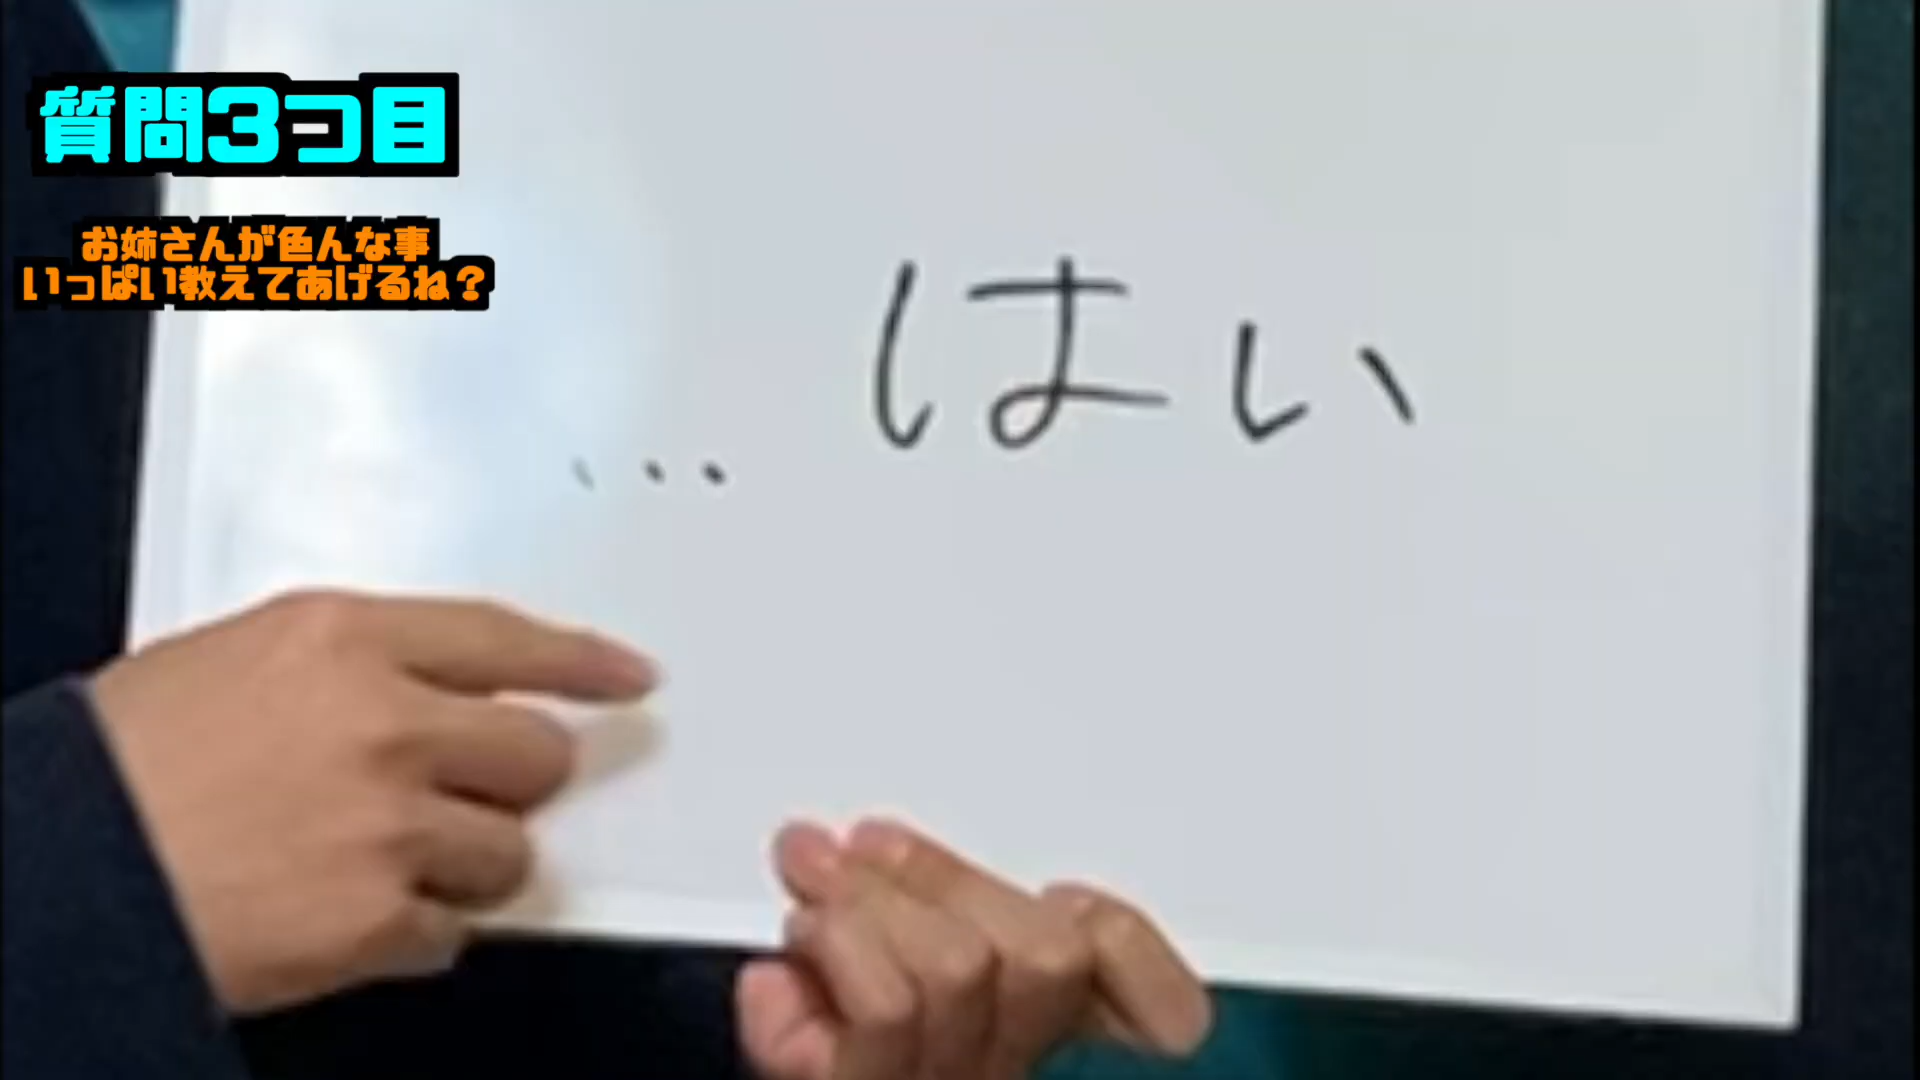 質問3つ目
お姉さんが色んな事
いっぱい教えてあげるね？
...はい